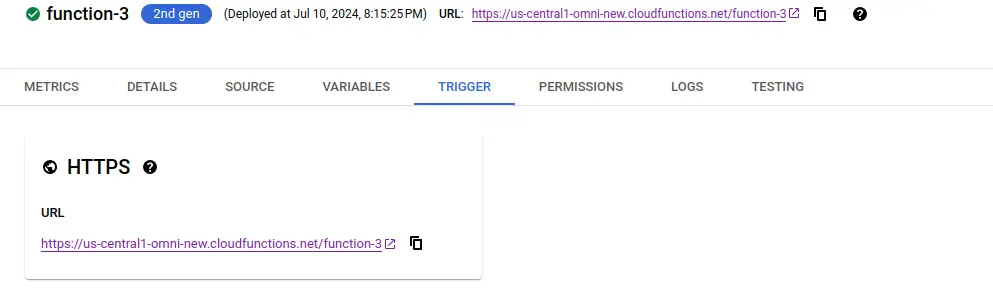 function-3 2nd gen (Deployed at Jul 10, 2024, 8:15:25 PM) URL: https://us-central1-omni-new.cloudfunctions.net/function-3
METRICS DETAILS SOURCE VARIABLES TRIGGER PERMISSIONS LOGS TESTING
HTTPS
URL
https://us-central1-omni-new.cloudfunctions.net/function-3